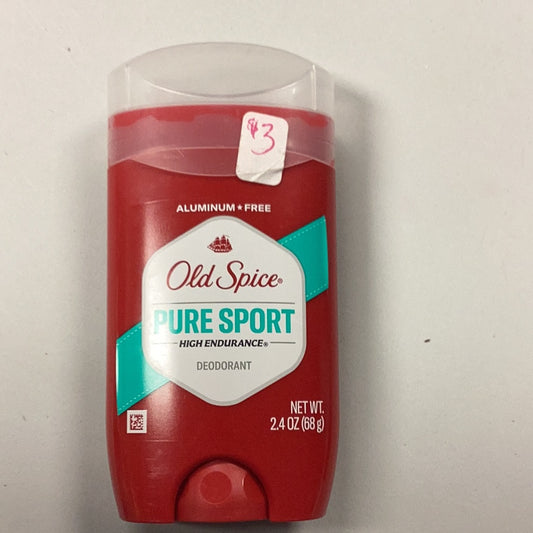 $3
ALUMINUM★FREE
Old Spice®
PURE SPORT
HIGH ENDURANCE®
DEODORANT
NET WT.
2.4 OZ (68 g)